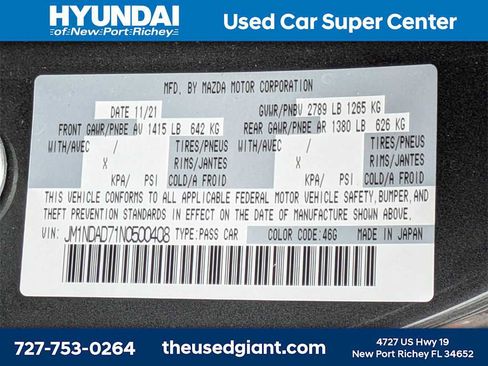 HYUNDAI
of New Port Richey
Used Car Super Center
MFD. BY MAZDA MOTOR CORPORATION
DATE 11/21
GVWR/PNBV 2789 LB 1265 KG
FRONT GAWR/PNBE AV 1415 LB 642 KG
REAR GAWR/PNBE AR 1380 LB 626 KG
WITH/AVEC / TIRES/PNEUS
WITH/AVEC / TIRES/PNEUS
X RIMS/JANTES
X RIMS/JANTES
KPA/ PSI COLD/A FROID
KPA/ PSI COLD/A FROID
THIS VEHICLE CONFORMS TO ALL APPLICABLE FEDERAL MOTOR VEHICLE SAFETY, BUMPER, AND
THEFT PREVENTION STANDARDS IN EFFECT ON THE DATE OF MANUFACTURE SHOWN ABOVE.
VIN: JM1NDAD71N0500408 TYPE:PASS CAR COLOR CODE:46G MADE IN JAPAN
727-753-0264
theusedgiant.com
4727 US Hwy 19
New Port Richey FL 34652